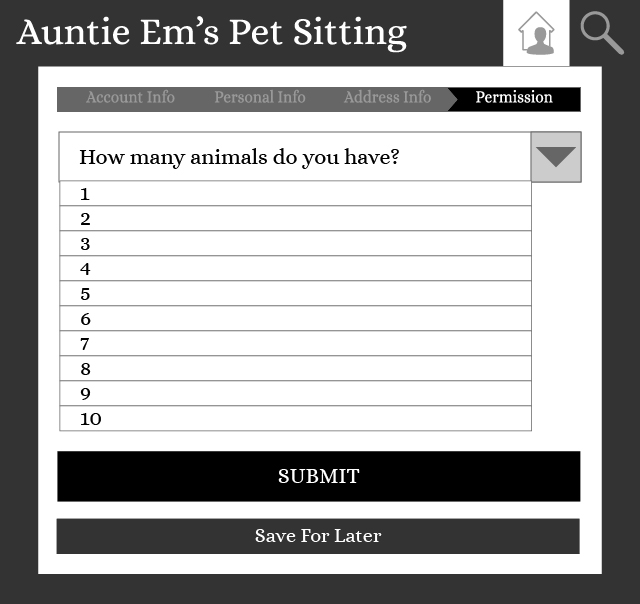 Auntie Em's Pet Sitting
Account Info Personal Info Address Info Permission
How many animals do you have?
1
2
3
4
5
6
7
8
9
10
SUBMIT
Save For Later